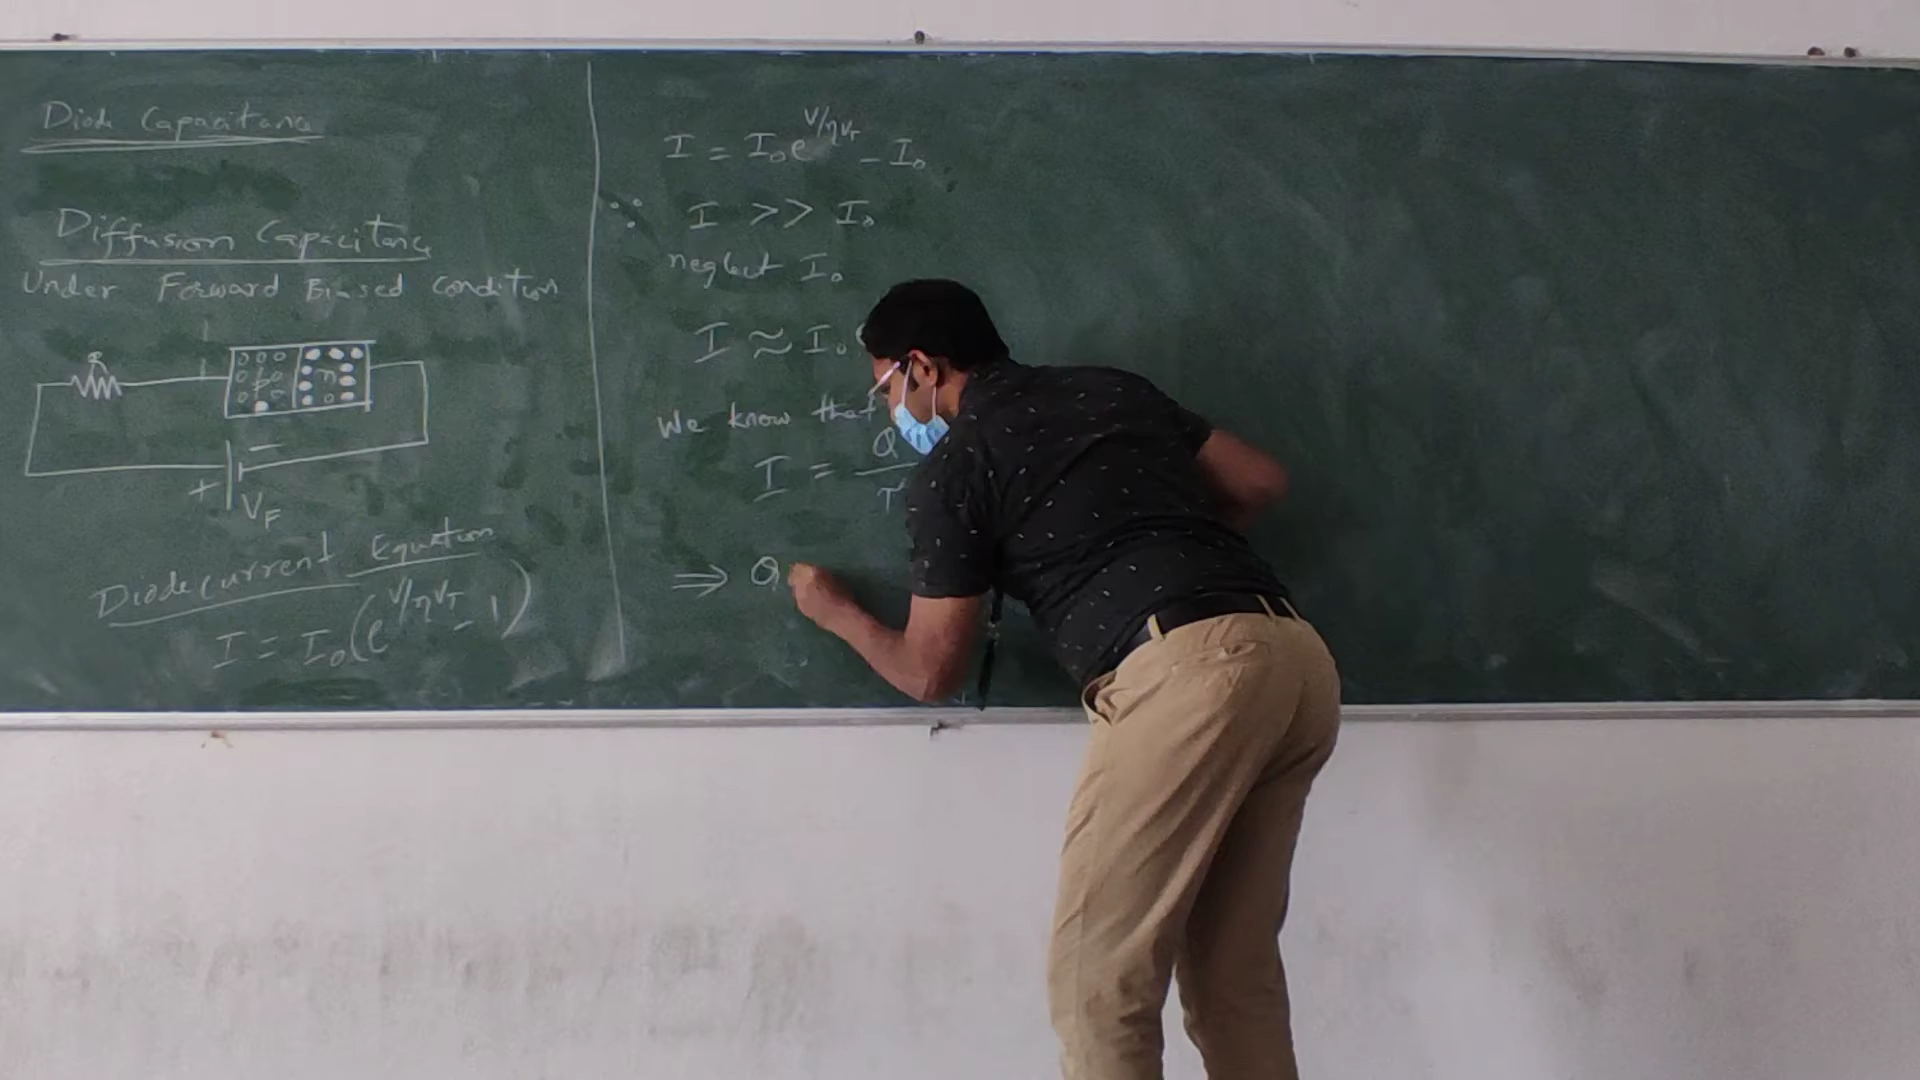 Diode Capacitance
Diffusion Capacitance
Under Forward Biased condition
R
p n
−
+
V_F
Diode current Equation
I = I₀(e^{V/ηV_T} - 1)
I = I₀e^{V/ηV_T} - I₀
∵ I >> I₀
neglect I₀
I ≈ I₀
We know that
I = Q/τ
⇒ Q